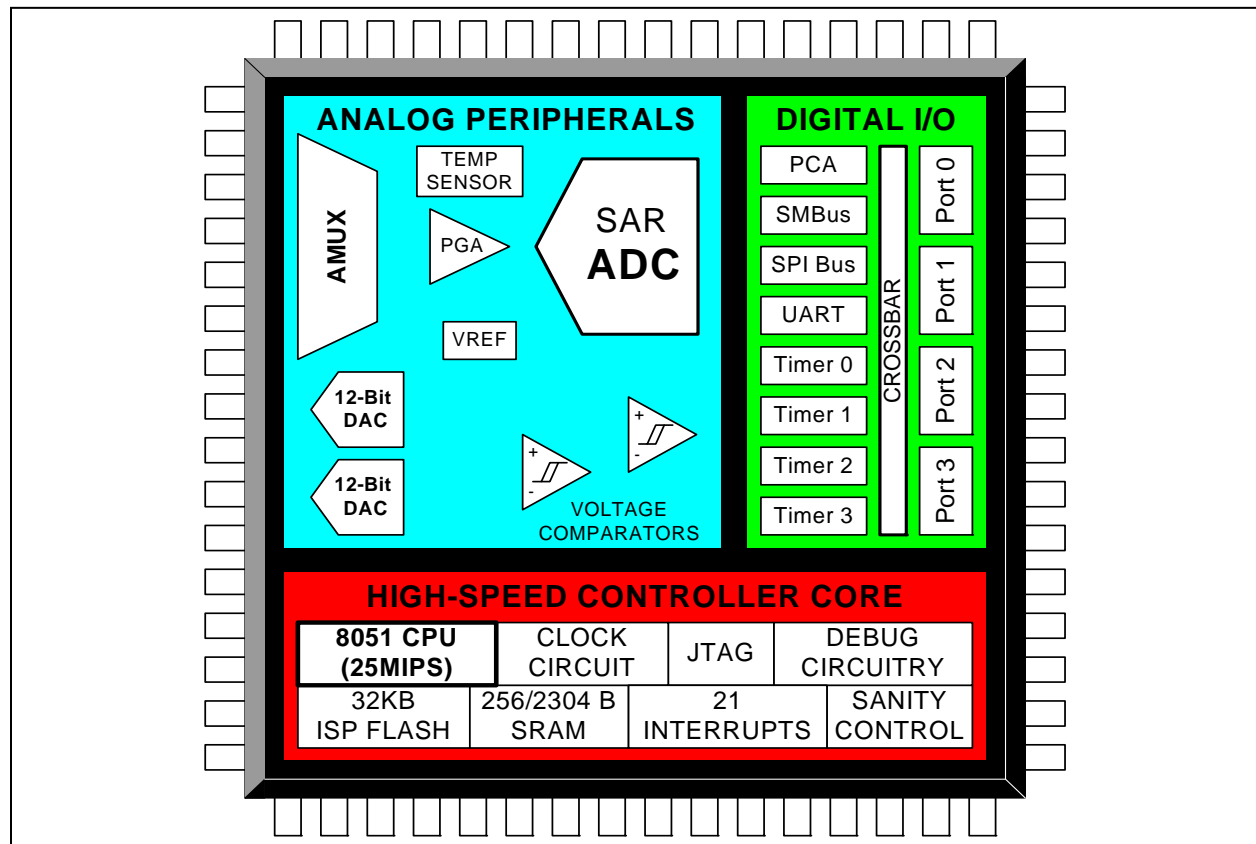 ANALOG PERIPHERALS
AMUX
TEMP
SENSOR
PGA
SAR
ADC
VREF
12-Bit
DAC
12-Bit
DAC
+
-
+
-
VOLTAGE
COMPARATORS
DIGITAL I/O
PCA
SMBus
SPI Bus
UART
Timer 0
Timer 1
Timer 2
Timer 3
CROSSBAR
Port 0
Port 1
Port 2
Port 3
HIGH-SPEED CONTROLLER CORE
8051 CPU
(25MIPS)
CLOCK
CIRCUIT
JTAG
DEBUG
CIRCUITRY
32KB
ISP FLASH
256/2304 B
SRAM
21
INTERRUPTS
SANITY
CONTROL